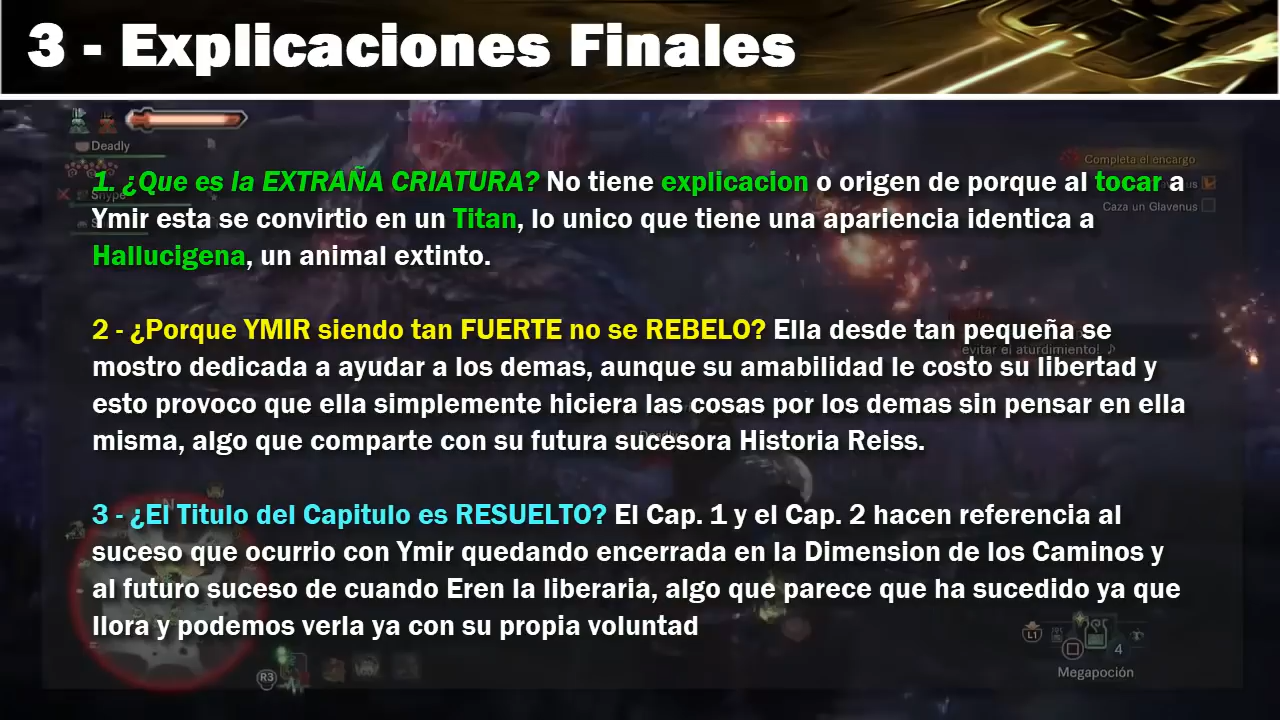 3 - Explicaciones Finales
Deadly
Completa el encargo
Caza un Glavenus
1. ¿Que es la EXTRAÑA CRIATURA? No tiene explicacion o origen de porque al tocar a
Ymir esta se convirtio en un Titan, lo unico que tiene una apariencia identica a
Hallucigena, un animal extinto.
2 - ¿Porque YMIR siendo tan FUERTE no se REBELO? Ella desde tan pequeña se
evitar el aturdimiento! ♪
mostro dedicada a ayudar a los demas, aunque su amabilidad le costo su libertad y
esto provoco que ella simplemente hiciera las cosas por los demas sin pensar en ella
misma, algo que comparte con su futura sucesora Historia Reiss.
3 - ¿El Titulo del Capitulo es RESUELTO? El Cap. 1 y el Cap. 2 hacen referencia al
suceso que ocurrio con Ymir quedando encerrada en la Dimension de los Caminos y
al futuro suceso de cuando Eren la liberaria, algo que parece que ha sucedido ya que
llora y podemos verla ya con su propia voluntad
L1
4
R3
Megapoción